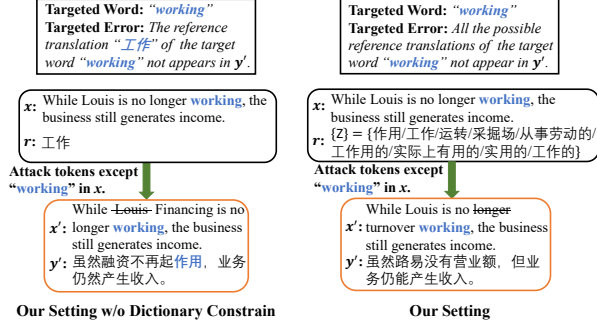 Targeted Word: “working”
Targeted Error: The reference
translation “工作” of the target
word “working” not appears in y′.
x: While Louis is no longer working, the
business still generates income.
r: 工作
Attack tokens except
“working” in x.
While Louis Financing is no
x′: longer working, the business
still generates income.
y′: 虽然融资不再起作用，业务
仍然产生收入。
Our Setting w/o Dictionary Constrain
Targeted Word: “working”
Targeted Error: All the possible
reference translations of the target
word “working” not appear in y′.
x: While Louis is no longer working, the
business still generates income.
r: {Z} = {作用/工作/运转/采掘场/从事劳动的/
工作用的/实际上有用的/实用的/工作的}
Attack tokens except
“working” in x.
While Louis is no longer
x′: turnover working, the business
still generates income.
y′: 虽然路易没有营业额，但业
务仍能产生收入。
Our Setting